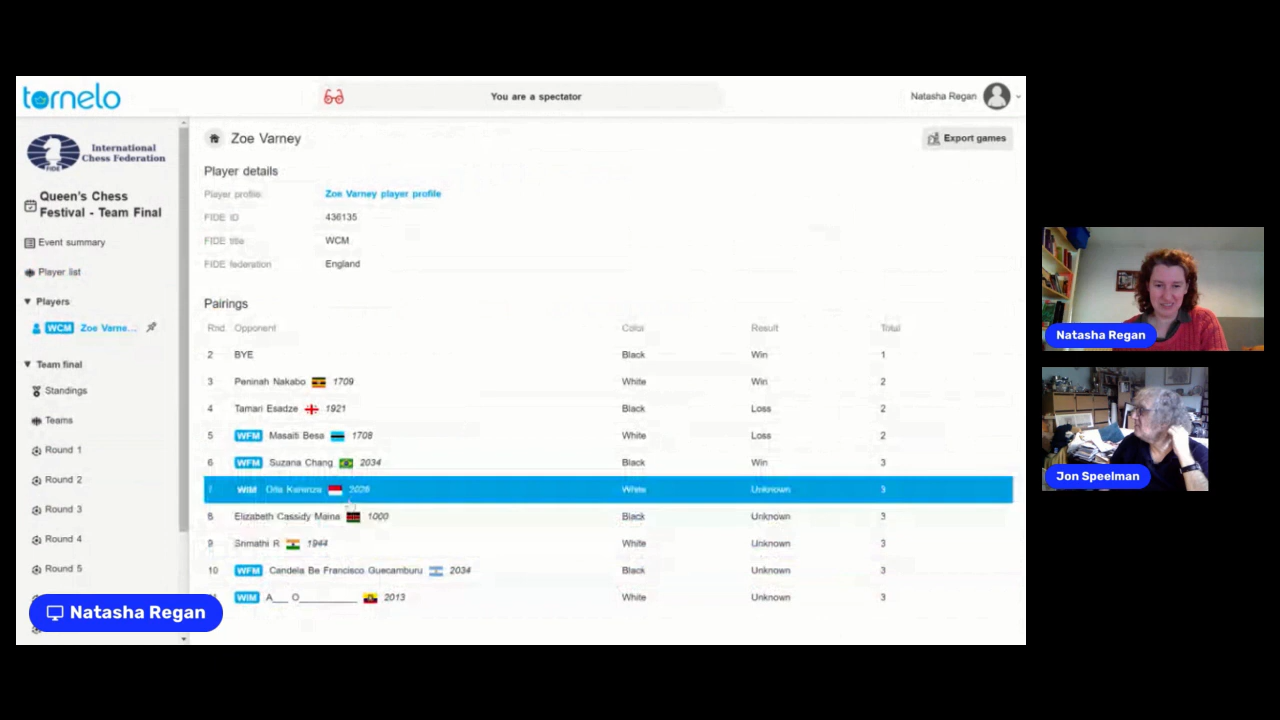 tornelo
You are a spectator
Natasha Regan
International
Chess Federation
FIDE
Queen's Chess
Festival - Team Final
Event summary
Player list
Players
WCM Zoe Varne...
Team final
Standings
Teams
Round 1
Round 2
Round 3
Round 4
Round 5
Zoe Varney
Export games
Player details
Player profile Zoe Varney player profile
FIDE ID 436135
FIDE title WCM
FIDE federation England
Pairings
Rnd Opponent Color Result Total
2 BYE Black Win 1
3 Peninah Nakabo 1709 White Win 2
4 Tamari Esadze 1921 Black Loss 2
5 WFM Masaiti Besa 1708 White Loss 2
6 WFM Suzana Chang 2034 Black Win 3
7 WIM 2026 White Unknown 3
8 Elizabeth Cassidy Maina 1000 Black Unknown 3
9 Srimathi R 1944 White Unknown 3
10 WFM Candela Be Francisco Guecamburu 2034 Black Unknown 3
WIM A___ O__________ 2013 White Unknown 3
Natasha Regan
Natasha Regan
Jon Speelman